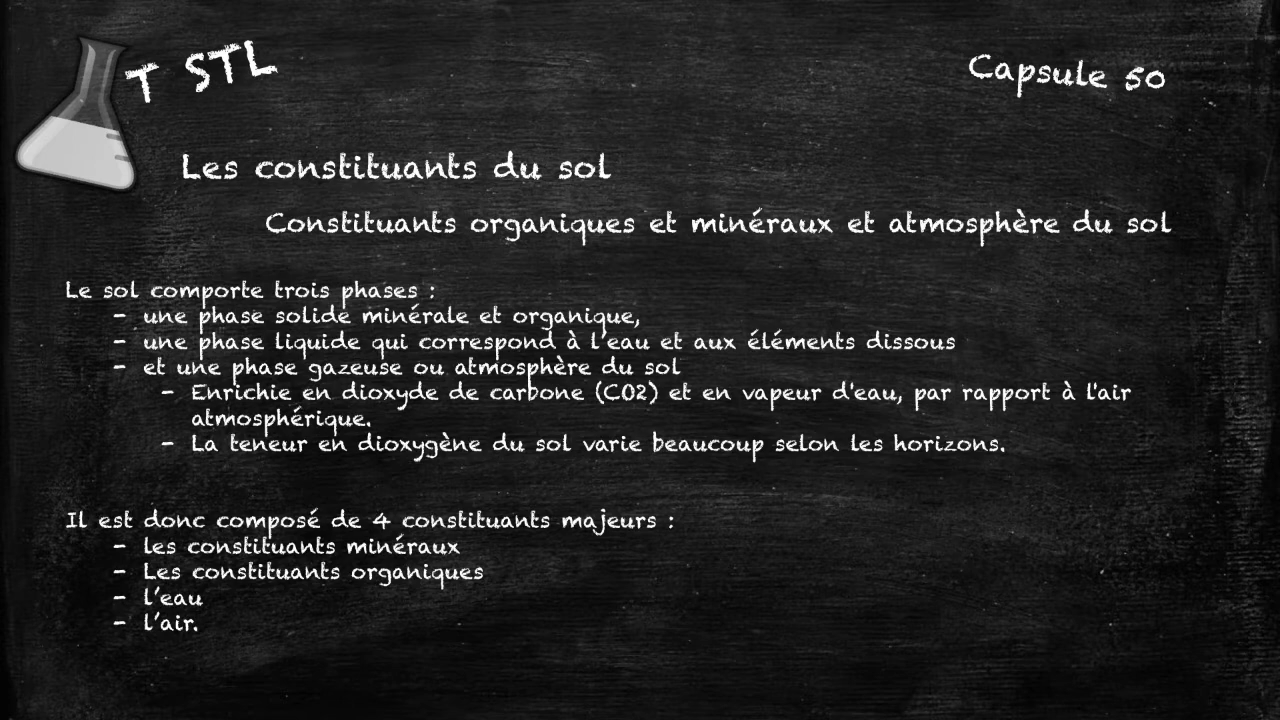 T STL
Capsule 50
Les constituants du sol
Constituants organiques et minéraux et atmosphère du sol
Le sol comporte trois phases :
- une phase solide minérale et organique,
- une phase liquide qui correspond à l’eau et aux éléments dissous
- et une phase gazeuse ou atmosphère du sol
- Enrichie en dioxyde de carbone (CO2) et en vapeur d'eau, par rapport à l'air
atmosphérique.
- La teneur en dioxygène du sol varie beaucoup selon les horizons.
Il est donc composé de 4 constituants majeurs :
- les constituants minéraux
- Les constituants organiques
- l’eau
- l’air.